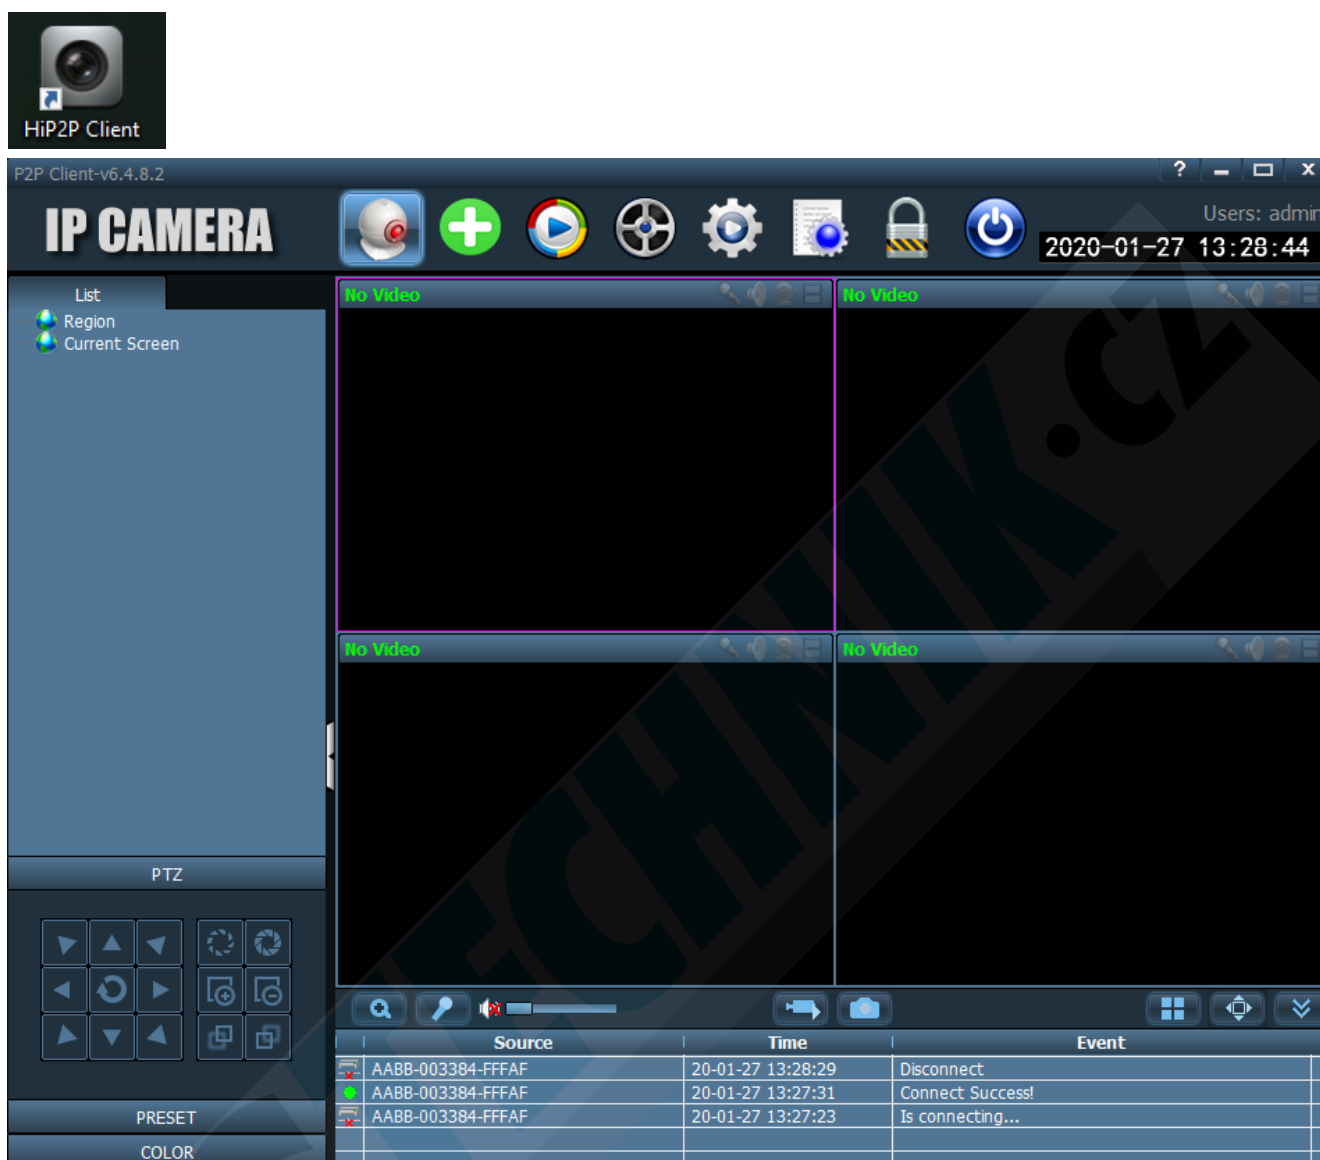 HiP2P Client
P2P Client-v6.4.8.2
?
X
IP CAMERA
Users: admin
2020-01-27 13:28:44
List
Region
Current Screen
No Video
No Video
No Video
No Video
PTZ
PRESET
COLOR
Source Time Event
AABB-003384-FFFAF 20-01-27 13:28:29 Disconnect
AABB-003384-FFFAF 20-01-27 13:27:31 Connect Success!
AABB-003384-FFFAF 20-01-27 13:27:23 Is connecting...
TECHNIK.CZ